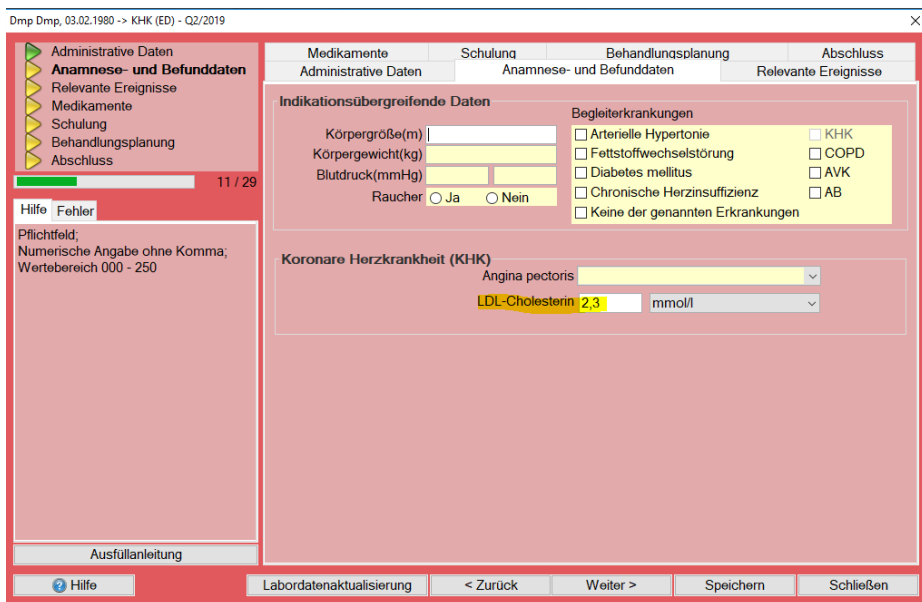 Dmp Dmp, 03.02.1980 -> KHK (ED) - Q2/2019
Administrative Daten
Anamnese- und Befunddaten
Relevante Ereignisse
Medikamente
Schulung
Behandlungsplanung
Abschluss
11 / 29
Hilfe Fehler
Pflichtfeld;
Numerische Angabe ohne Komma;
Wertebereich 000 - 250
Ausfüllanleitung
Medikamente Schulung Behandlungsplanung Abschluss
Administrative Daten Anamnese- und Befunddaten Relevante Ereignisse
Indikationsübergreifende Daten
Körpergröße(m)
Körpergewicht(kg)
Blutdruck(mmHg)
Raucher Ja Nein
Begleiterkrankungen
Arterielle Hypertonie KHK
Fettstoffwechselstörung COPD
Diabetes mellitus AVK
Chronische Herzinsuffizienz AB
Keine der genannten Erkrankungen
Koronare Herzkrankheit (KHK)
Angina pectoris
LDL-Cholesterin 2,3 mmol/l
Hilfe Labordatenaktualisierung < Zurück Weiter > Speichern Schließen